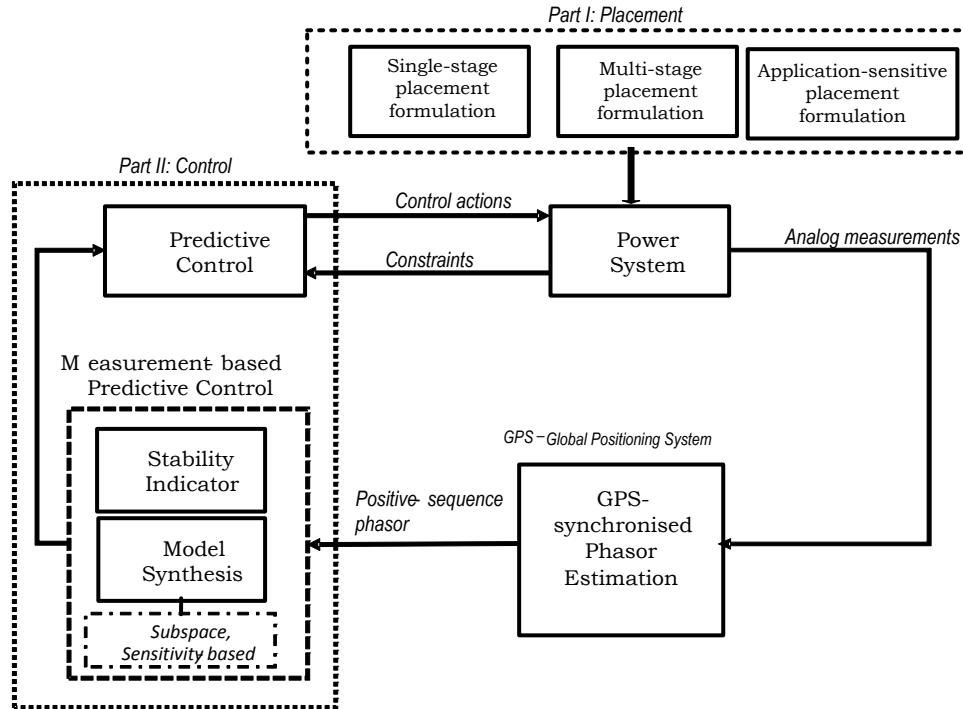 Part I: Placement
Single-stage
placement
formulation
Multi-stage
placement
formulation
Application-sensitive
placement
formulation
Part II: Control
Predictive
Control
Control actions
Constraints
Power
System
Analog measurements
M easurement- based
Predictive Control
Stability
Indicator
Model
Synthesis
Subspace,
Sensitivity based
Positive- sequence
phasor
GPS–Global Positioning System
GPS-
synchronised
Phasor
Estimation